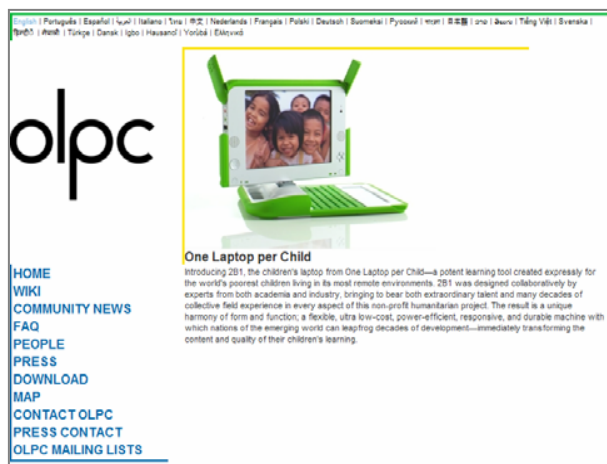 English | Português | Español | عربي | Italiano | ไทย | 中文 | Nederlands | Français | Polski | Deutsch | Suomeksi | Русский | বাংলা | 日本語 | ລາວ | తెలుగు | Tiếng Việt | Svenska |
हिन्दी | नेपाली | Türkçe | Dansk | Igbo | Hausanci | Yorùbá | Ελληνικά
olpc
One Laptop per Child
Introducing 2B1, the children's laptop from One Laptop per Child—a potent learning tool created expressly for
the world's poorest children living in its most remote environments. 2B1 was designed collaboratively by
experts from both academia and industry, bringing to bear both extraordinary talent and many decades of
collective field experience in every aspect of this non-profit humanitarian project. The result is a unique
harmony of form and function; a flexible, ultra low-cost, power-efficient, responsive, and durable machine with
which nations of the emerging world can leapfrog decades of development—immediately transforming the
content and quality of their children's learning.
HOME
WIKI
COMMUNITY NEWS
FAQ
PEOPLE
PRESS
DOWNLOAD
MAP
CONTACT OLPC
PRESS CONTACT
OLPC MAILING LISTS